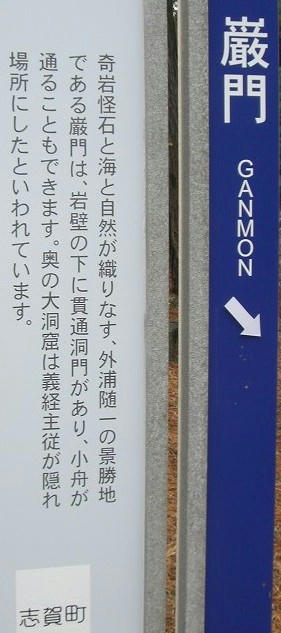 巌門
GANMON
奇岩怪石と海と自然が織りなす、外浦随一の景勝地
である巌門は、岩壁の下に貫通洞門があり、小舟が
通ることもできます。奥の大洞窟は義経主従が隠れ
場所にしたといわれています。
志賀町